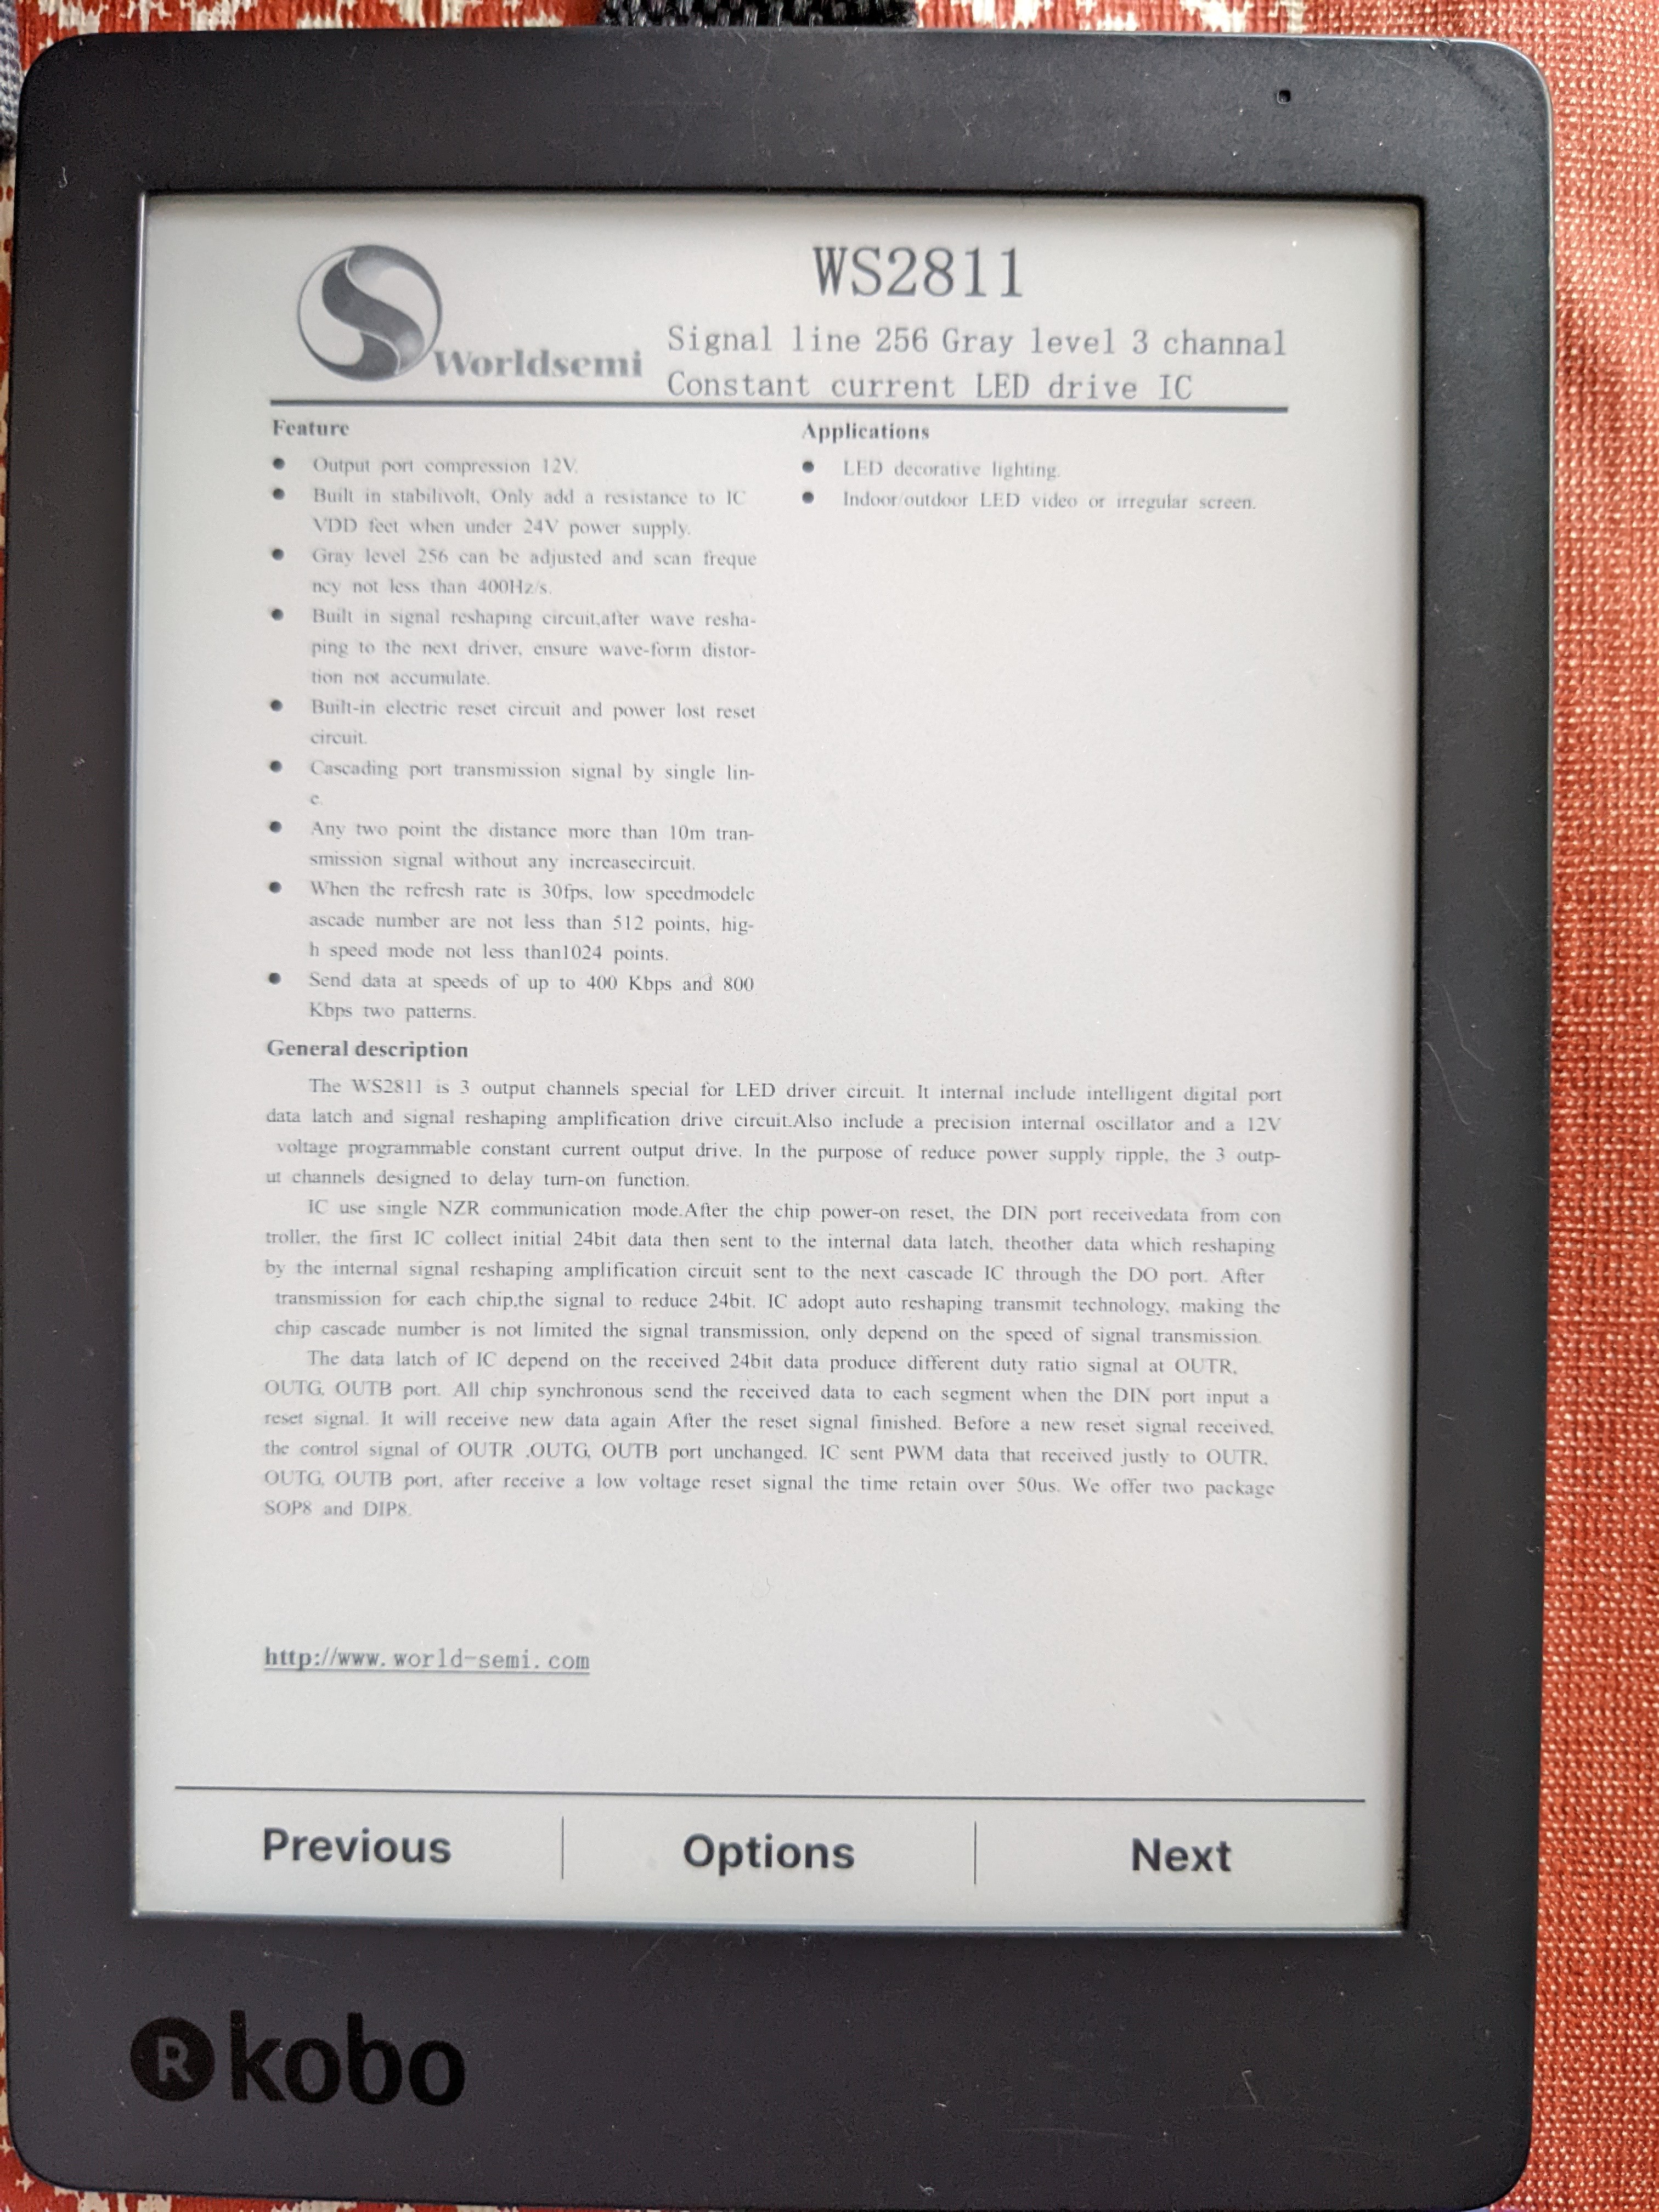 WS2811
Worldsemi
Signal line 256 Gray level 3 channal
Constant current LED drive IC
Feature
Output port compression 12V.
Built in stabilivolt, Only add a resistance to IC
VDD feet when under 24V power supply.
Gray level 256 can be adjusted and scan freque
ncy not less than 400Hz/s.
Built in signal reshaping circuit,after wave resha-
ping to the next driver, ensure wave-form distor-
tion not accumulate.
Built-in electric reset circuit and power lost reset
circuit.
Cascading port transmission signal by single lin-
e.
Any two point the distance more than 10m tran-
smission signal without any increasecircuit.
When the refresh rate is 30fps, low speedmodelc
ascade number are not less than 512 points, hig-
h speed mode not less than1024 points.
Send data at speeds of up to 400 Kbps and 800
Kbps two patterns.
Applications
LED decorative lighting.
Indoor/outdoor LED video or irregular screen.
General description
The WS2811 is 3 output channels special for LED driver circuit. It internal include intelligent digital port
data latch and signal reshaping amplification drive circuit.Also include a precision internal oscillator and a 12V
voltage programmable constant current output drive. In the purpose of reduce power supply ripple, the 3 outp-
ut channels designed to delay turn-on function.
IC use single NZR communication mode.After the chip power-on reset, the DIN port receivedata from con
troller, the first IC collect initial 24bit data then sent to the internal data latch, theother data which reshaping
by the internal signal reshaping amplification circuit sent to the next cascade IC through the DO port. After
transmission for each chip,the signal to reduce 24bit. IC adopt auto reshaping transmit technology, making the
chip cascade number is not limited the signal transmission, only depend on the speed of signal transmission.
The data latch of IC depend on the received 24bit data produce different duty ratio signal at OUTR,
OUTG, OUTB port. All chip synchronous send the received data to each segment when the DIN port input a
reset signal. It will receive new data again After the reset signal finished. Before a new reset signal received,
the control signal of OUTR ,OUTG, OUTB port unchanged. IC sent PWM data that received justly to OUTR,
OUTG, OUTB port, after receive a low voltage reset signal the time retain over 50us. We offer two package
SOP8 and DIP8.
http://www.world-semi.com
Previous
Options
Next
R kobo